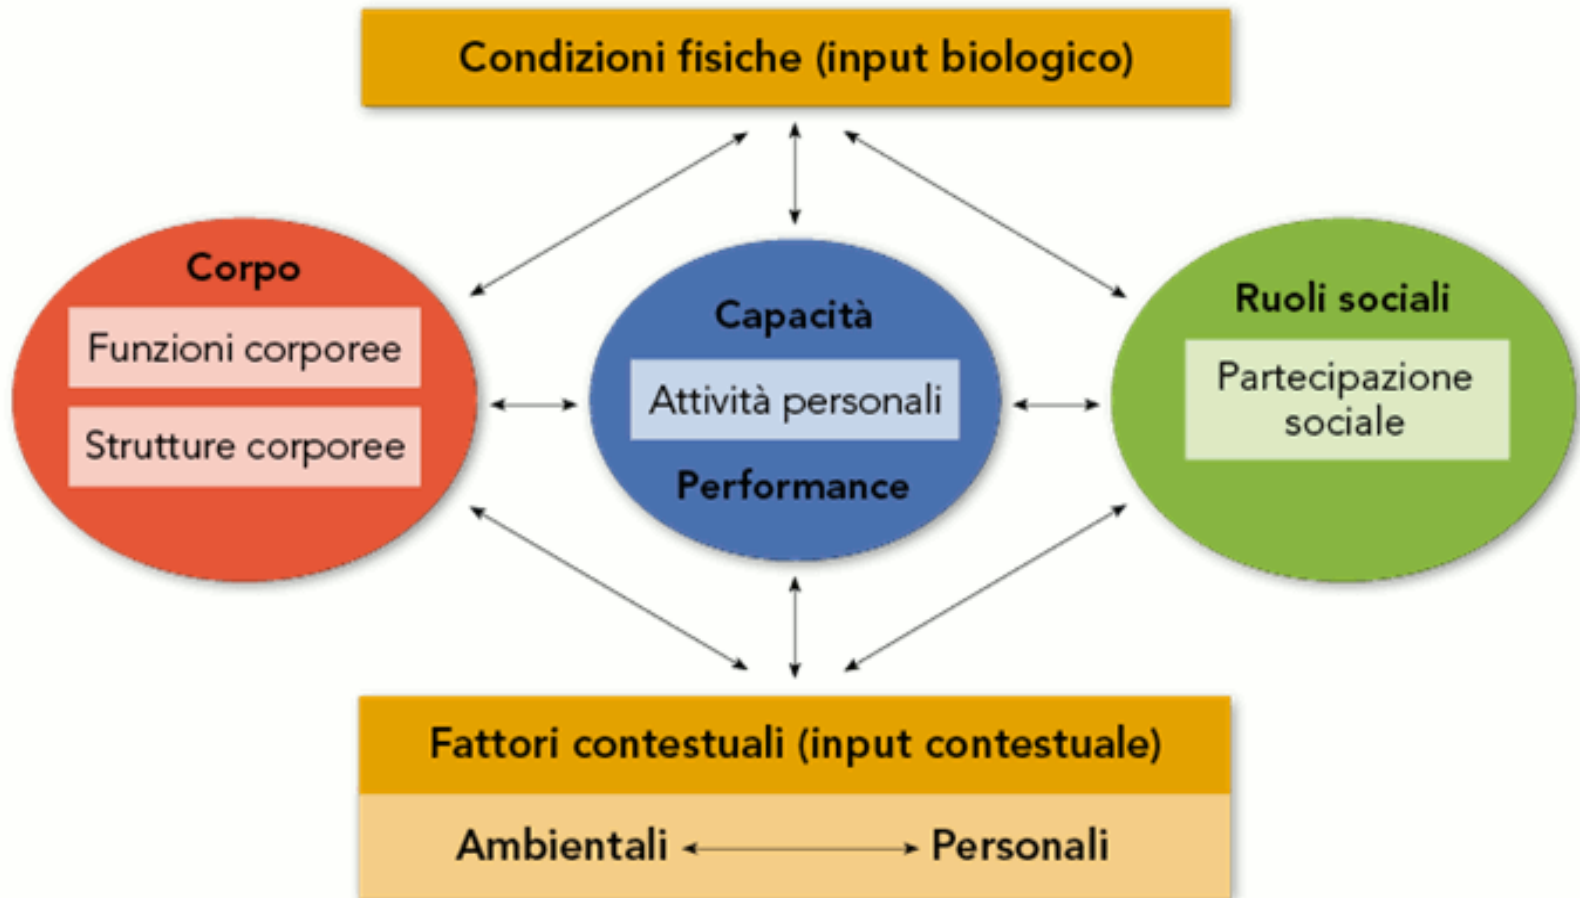 Condizioni fisiche (input biologico)
Corpo
Funzioni corporee
Strutture corporee
Capacità
Attività personali
Performance
Ruoli sociali
Partecipazione
sociale
Fattori contestuali (input contestuale)
Ambientali
Personali